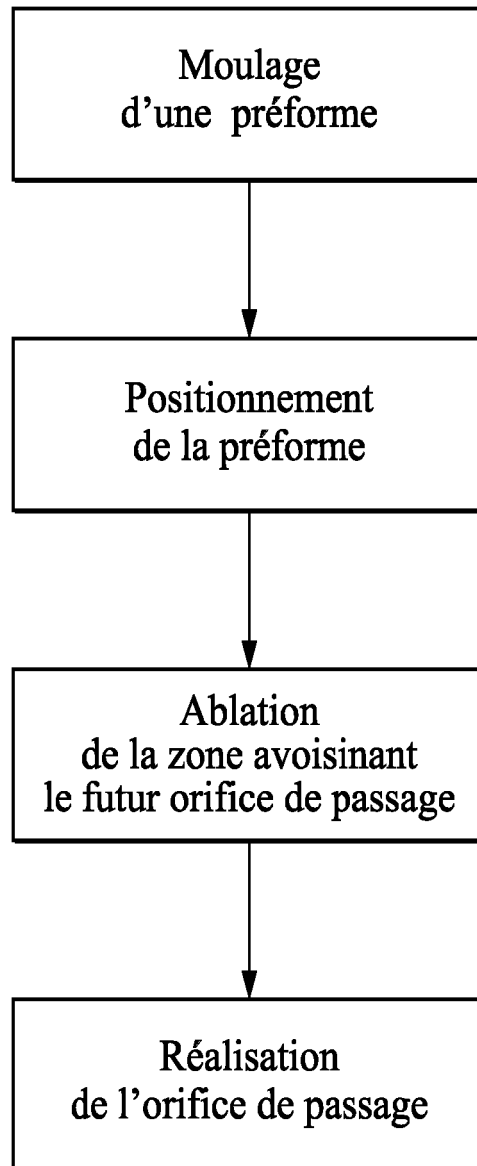 Moulage
d’une préforme
Positionnement
de la préforme
Ablation
de la zone avoisinant
le futur orifice de passage
Réalisation
de l’orifice de passage